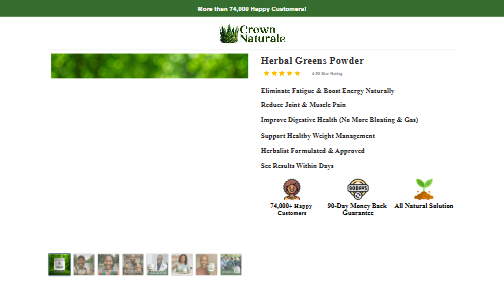 More than 74,000 Happy Customers!
Crown
Naturale
Herbal Greens Powder
4.93 Star Rating
Eliminate Fatigue & Boost Energy Naturally
Reduce Joint & Muscle Pain
Improve Digestive Health (No More Bloating & Gas)
Support Healthy Weight Management
Herbalist Formulated & Approved
See Results Within Days
90DAYS
74,000+ Happy
Customers
90-Day Money Back
Guarantee
All Natural Solution